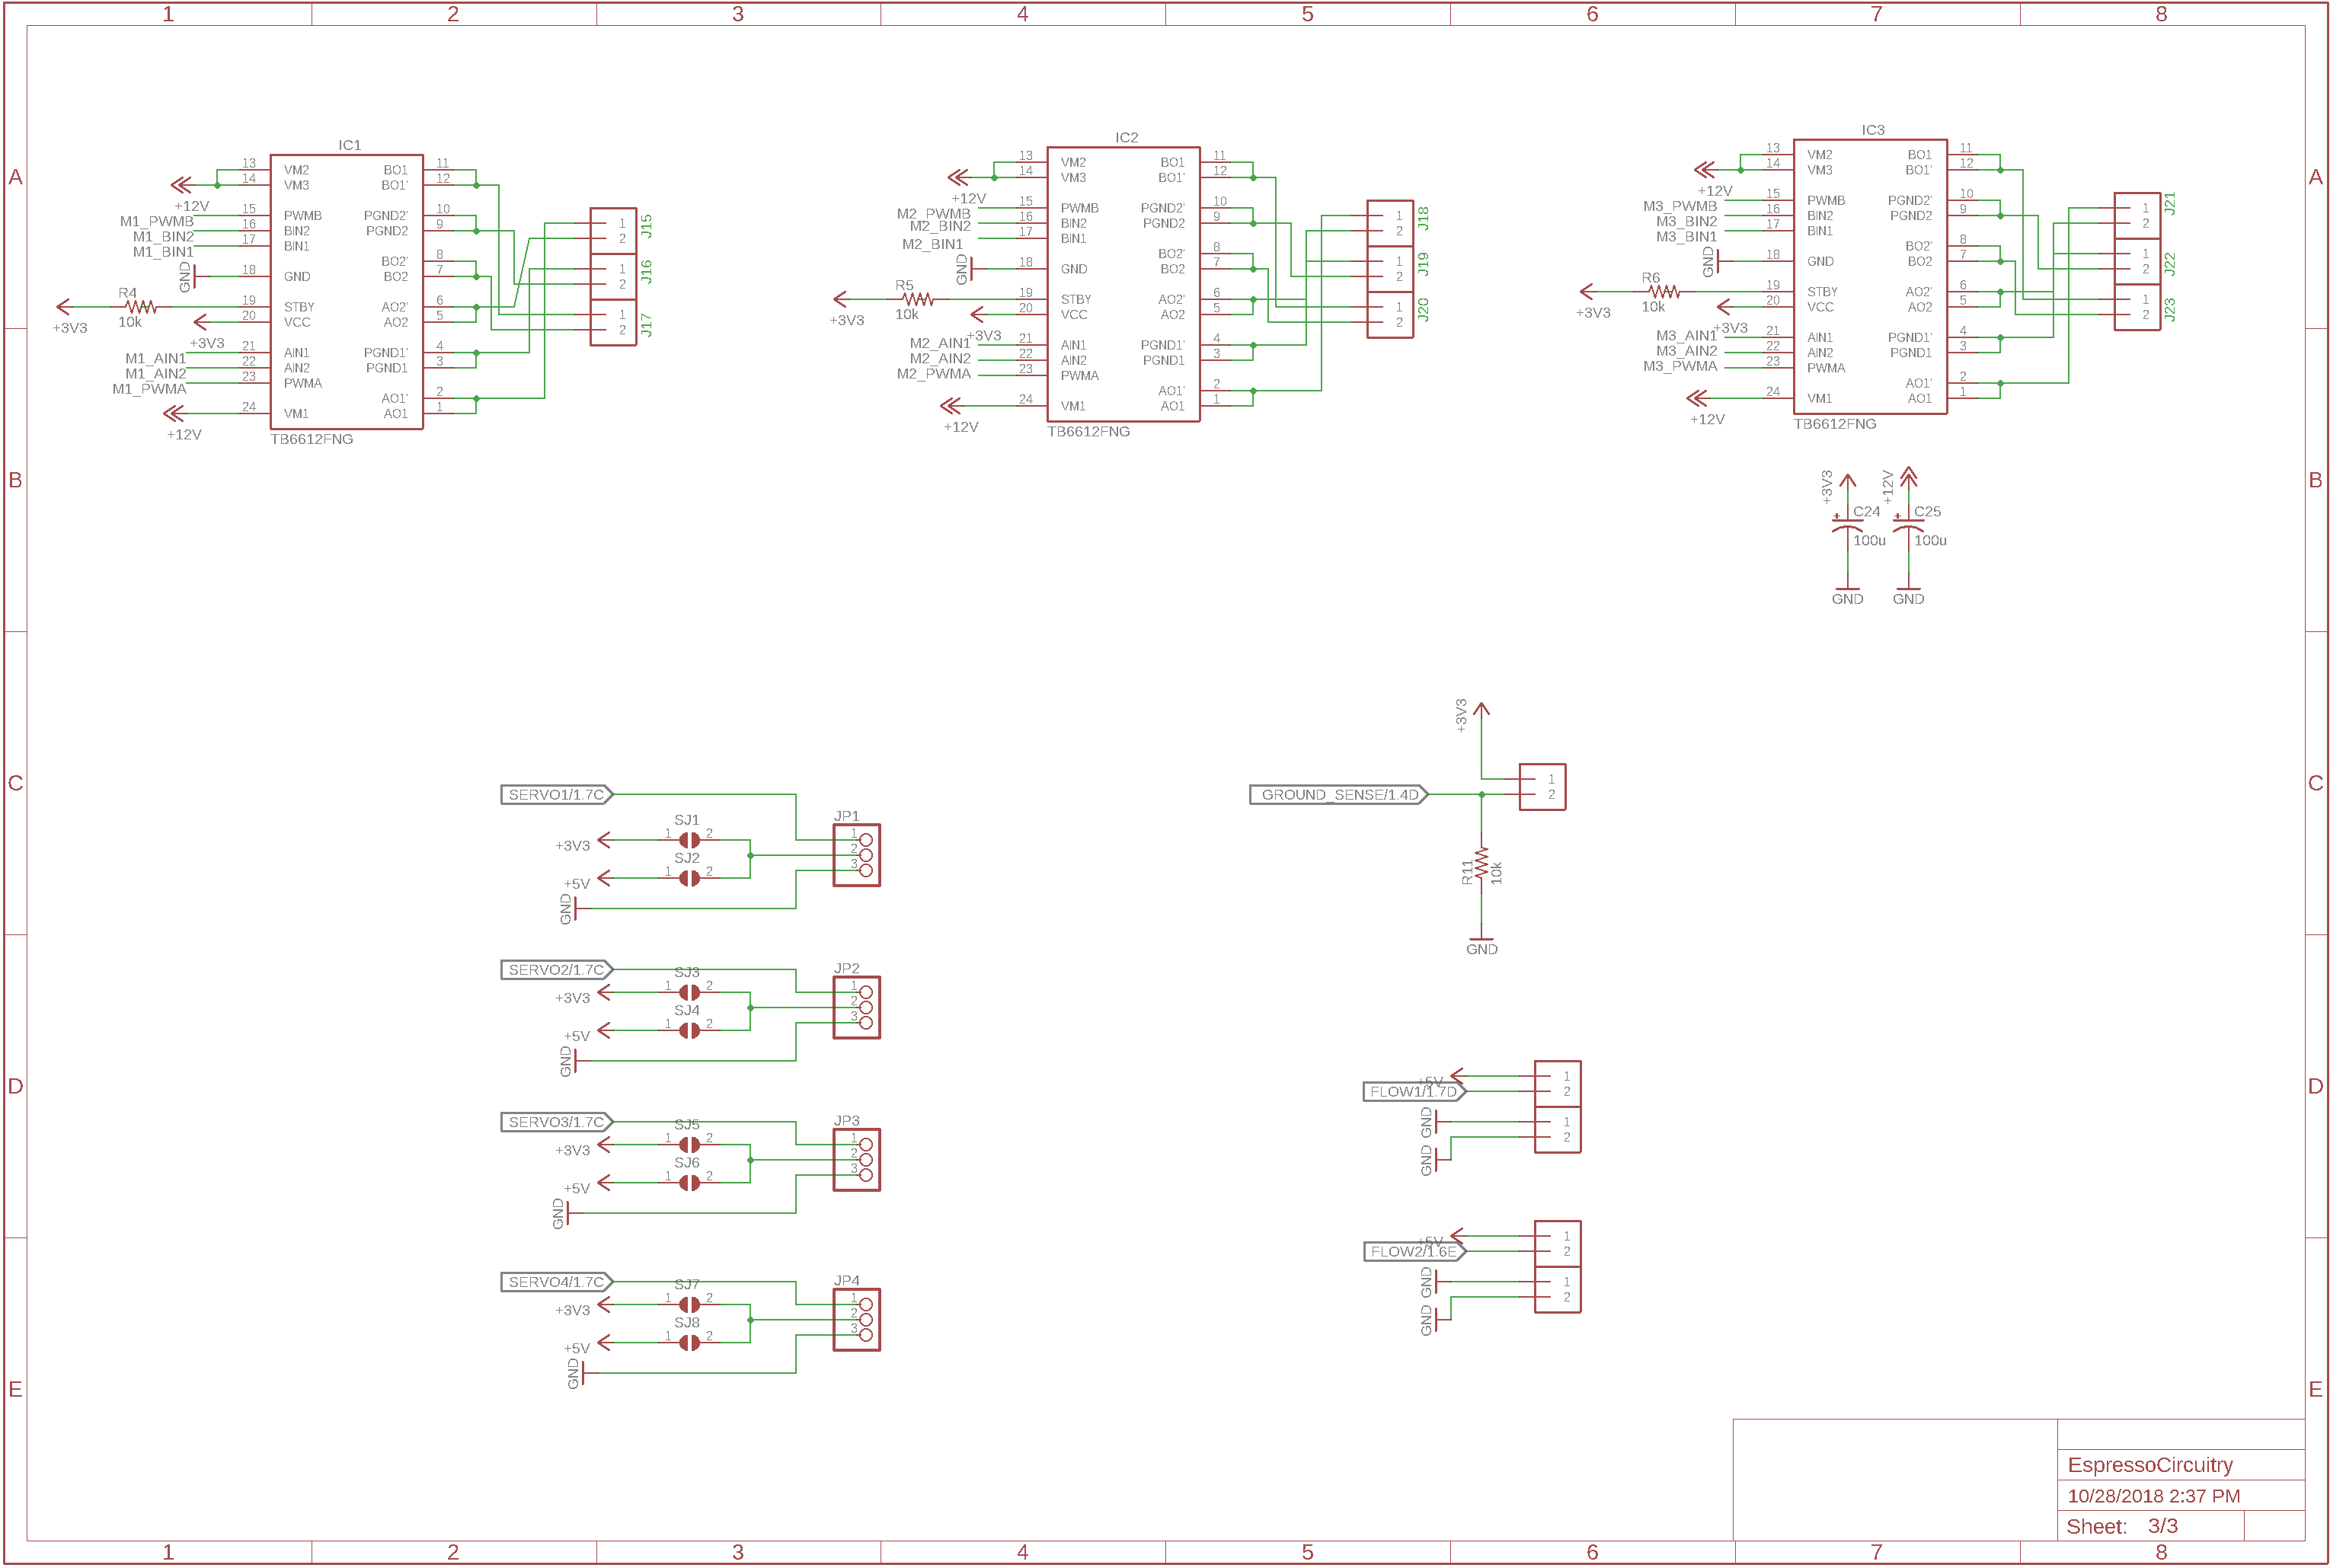 1 2 3 4 5 6 7 8
A
A
IC1
13 VM2 BO1 11
14 VM3 BO1' 12
+12V
M1_PWMB 15 PWMB PGND2' 10
M1_BIN2 16 BIN2 PGND2 9
M1_BIN1 17 BIN1
BO2' 8
GND 18 GND BO2 7
R4
10k
+3V3
19 STBY AO2' 6
20 VCC AO2 5
+3V3
M1_AIN1 21 AIN1 PGND1' 4
M1_AIN2 22 AIN2 PGND1 3
M1_PWMA 23 PWMA
AO1' 2
24 VM1 AO1 1
+12V
TB6612FNG
1
2
J15
1
2
J16
1
2
J17
IC2
13 VM2 BO1 11
14 VM3 BO1' 12
+12V
M2_PWMB 15 PWMB PGND2' 10
M2_BIN2 16 BIN2 PGND2 9
M2_BIN1 17 BIN1
BO2' 8
GND 18 GND BO2 7
R5
10k
+3V3
19 STBY AO2' 6
20 VCC AO2 5
+3V3
M2_AIN1 21 AIN1 PGND1' 4
M2_AIN2 22 AIN2 PGND1 3
M2_PWMA 23 PWMA
AO1' 2
24 VM1 AO1 1
+12V
TB6612FNG
1
2
J18
1
2
J19
1
2
J20
IC3
13 VM2 BO1 11
14 VM3 BO1' 12
+12V
M3_PWMB 15 PWMB PGND2' 10
M3_BIN2 16 BIN2 PGND2 9
M3_BIN1 17 BIN1
BO2' 8
GND 18 GND BO2 7
R6
10k
+3V3
19 STBY AO2' 6
20 VCC AO2 5
+3V3
M3_AIN1 21 AIN1 PGND1' 4
M3_AIN2 22 AIN2 PGND1 3
M3_PWMA 23 PWMA
AO1' 2
24 VM1 AO1 1
+12V
TB6612FNG
1
2
J21
1
2
J22
1
2
J23
B
B
+3V3
+ C24
100u
GND
+12V
+ C25
100u
GND
C
C
SERVO1/1.7C
SJ1
+3V3 1 2
SJ2
+5V 1 2
GND
JP1
1
2
3
+3V3
GROUND_SENSE/1.4D
1
2
R11
10k
GND
D
D
SERVO2/1.7C
SJ3
+3V3 1 2
SJ4
+5V 1 2
GND
JP2
1
2
3
SERVO3/1.7C
SJ5
+3V3 1 2
SJ6
+5V 1 2
GND
JP3
1
2
3
+5V 1
FLOW1/1.7D 2
GND 1
GND 2
E
E
SERVO4/1.7C
SJ7
+3V3 1 2
SJ8
+5V 1 2
GND
JP4
1
2
3
+5V 1
FLOW2/1.6E 2
GND 1
GND 2
EspressoCircuitry
10/28/2018 2:37 PM
Sheet: 3/3
1 2 3 4 5 6 7 8